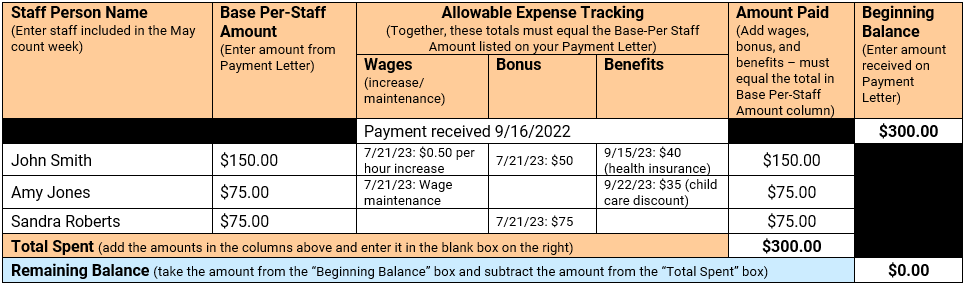 Staff Person Name
(Enter staff included in the May
count week)
Base Per-Staff
Amount
(Enter amount from
Payment Letter)
Allowable Expense Tracking
(Together, these totals must equal the Base-Per Staff
Amount listed on your Payment Letter)
Wages
(increase/
maintenance)
Bonus
Benefits
Amount Paid
(Add wages,
bonus, and
benefits – must
equal the total in
Base Per-Staff
Amount column)
Beginning
Balance
(Enter amount
received on
Payment
Letter)
Payment received 9/16/2022
$300.00
John Smith
$150.00
7/21/23: $0.50 per
hour increase
7/21/23: $50
9/15/23: $40
(health insurance)
$150.00
Amy Jones
$75.00
7/21/23: Wage
maintenance
9/22/23: $35 (child
care discount)
$75.00
Sandra Roberts
$75.00
7/21/23: $75
$75.00
Total Spent (add the amounts in the columns above and enter it in the blank box on the right)
$300.00
Remaining Balance (take the amount from the “Beginning Balance” box and subtract the amount from the “Total Spent” box)
$0.00